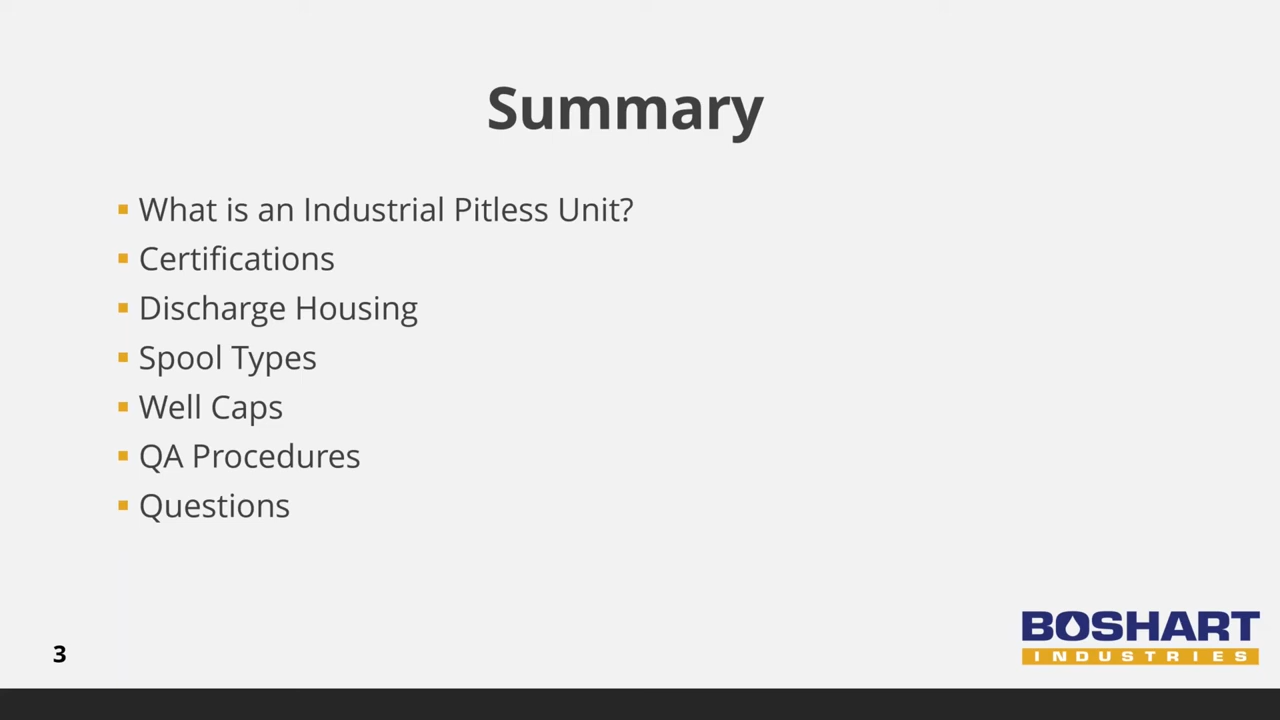 Summary
What is an Industrial Pitless Unit?
Certifications
Discharge Housing
Spool Types
Well Caps
QA Procedures
Questions
3
BOSHART
INDUSTRIES